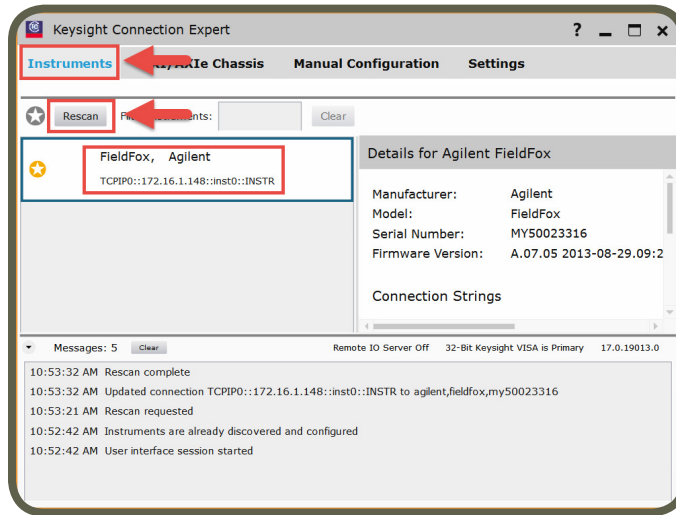 Keysight Connection Expert
?
Instruments
XIe Chassis
Manual Configuration
Settings
Rescan
ruments:
Clear
FieldFox, Agilent
TCPIP0::172.16.1.148::inst0::INSTR
Details for Agilent FieldFox
Manufacturer: Agilent
Model: FieldFox
Serial Number: MY50023316
Firmware Version: A.07.05 2013-08-29.09:2
Connection Strings
Messages: 5
Clear
Remote IO Server Off
32-Bit Keysight VISA is Primary
17.0.19013.0
10:53:32 AM Rescan complete
10:53:32 AM Updated connection TCPIP0::172.16.1.148::inst0::INSTR to agilent,fieldfox,my50023316
10:53:21 AM Rescan requested
10:52:42 AM Instruments are already discovered and configured
10:52:42 AM User interface session started